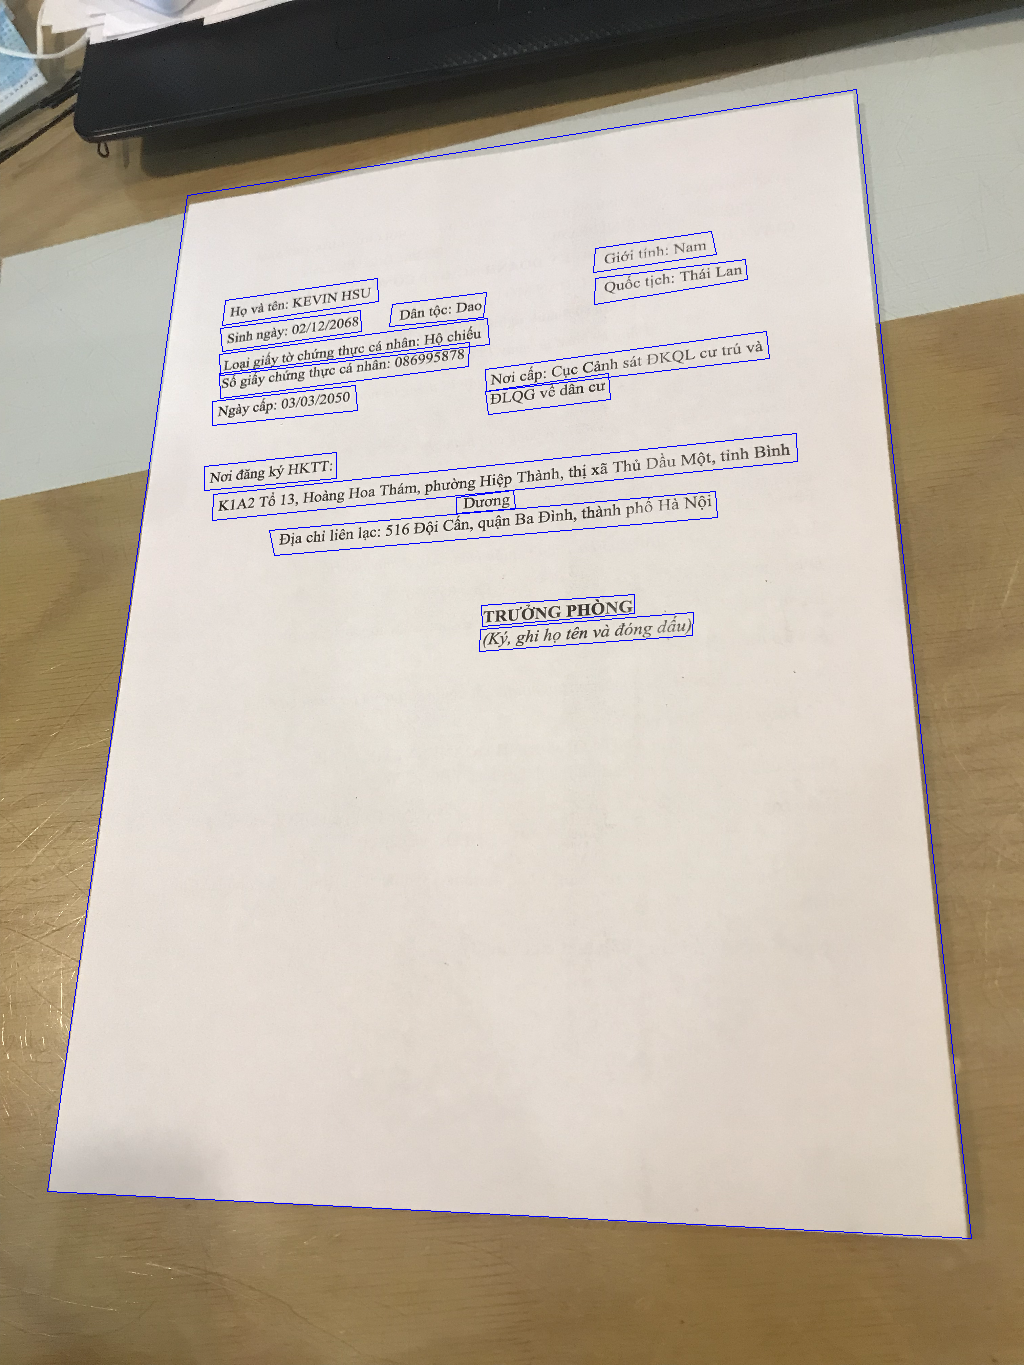 Giới tính: Nam
Họ và tên: KEVIN HSU
Quốc tịch: Thái Lan
Sinh ngày: 02/12/2068
Dân tộc: Dao
Loại giấy tờ chứng thực cá nhân: Hộ chiếu
Số giấy chứng thực cá nhân: 086995878
Nơi cấp: Cục Cảnh sát ĐKQL cư trú và
ĐLQG về dân cư
Ngày cấp: 03/03/2050
Nơi đăng ký HKTT:
K1A2 Tổ 13, Hoàng Hoa Thám, phường Hiệp Thành, thị xã Thủ Dầu Một, tỉnh Bình
Dương
Địa chỉ liên lạc: 516 Đội Cấn, quận Ba Đình, thành phố Hà Nội
TRƯỞNG PHÒNG
(Ký, ghi họ tên và đóng dấu)